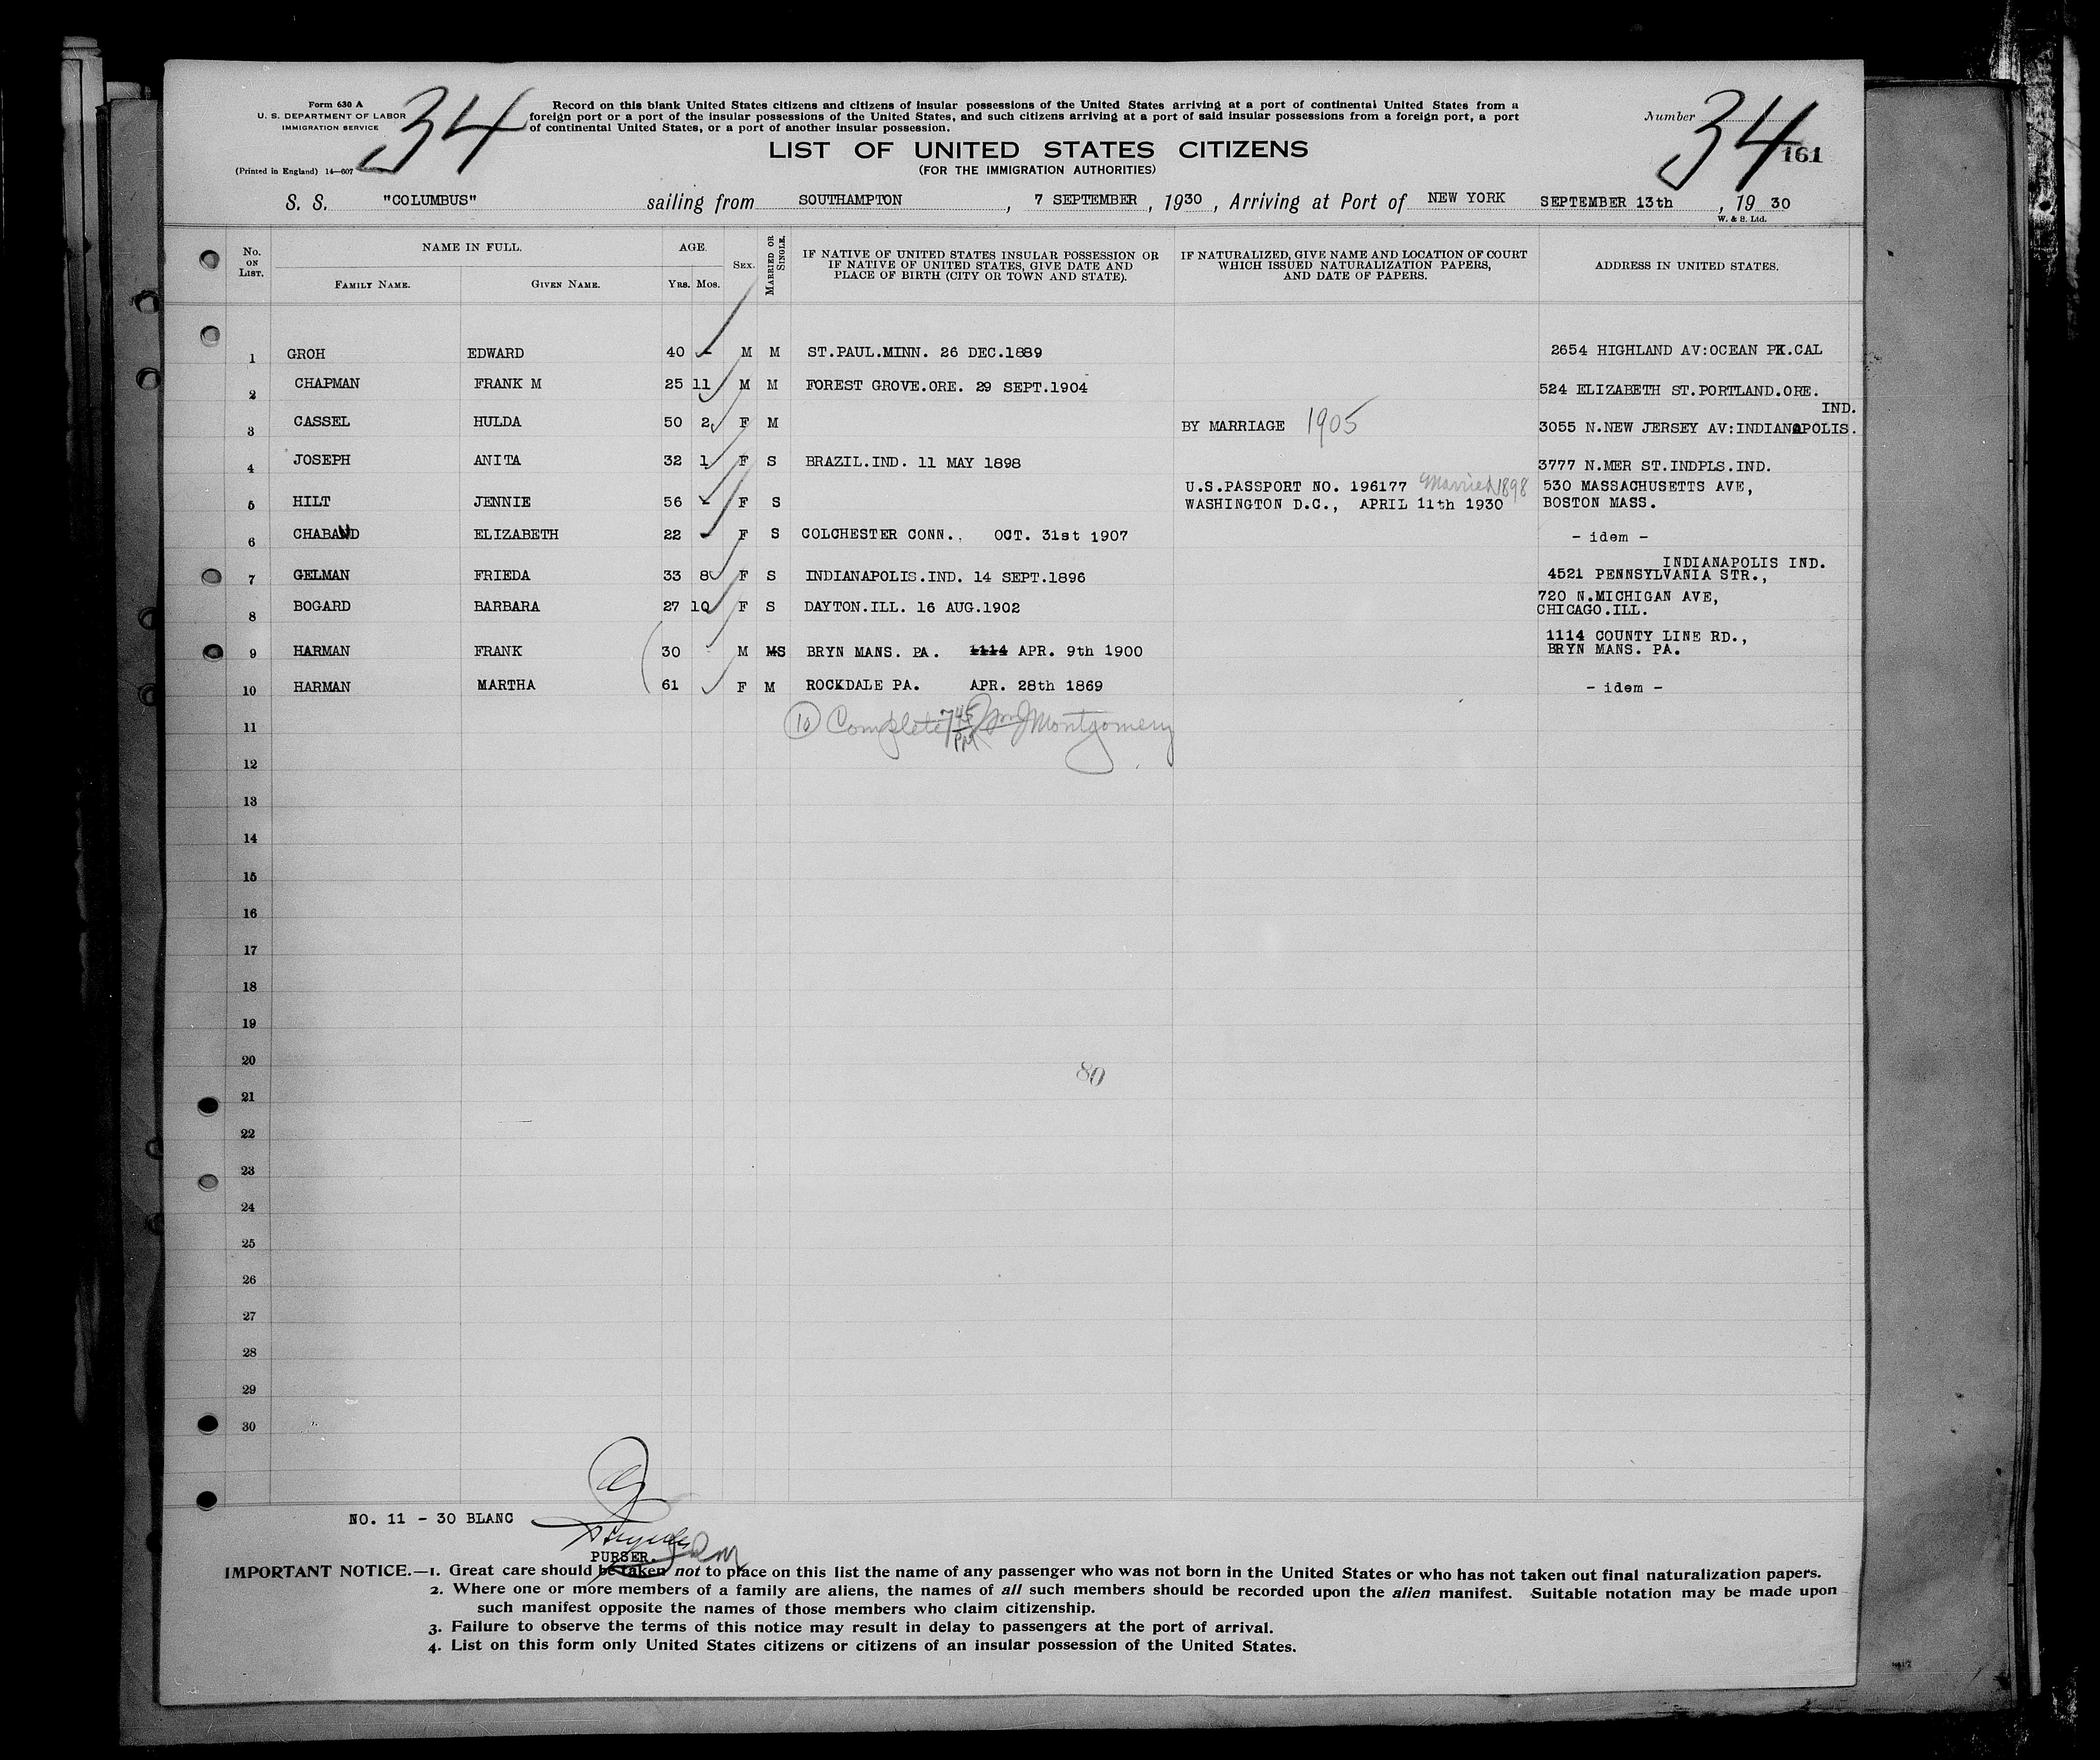 Form 630 A
U. S. DEPARTMENT OF LABOR
IMMIGRATION SERVICE
(Printed in England) 14—607
34
Record on this blank United States citizens and citizens of insular possessions of the United States arriving at a port of continental United States from a
foreign port or a port of the insular possessions of the United States, and such citizens arriving at a port of said insular possessions from a foreign port, a port
of continental United States, or a port of another insular possession.
Number
34
161
LIST OF UNITED STATES CITIZENS
(FOR THE IMMIGRATION AUTHORITIES)
S. S. "COLUMBUS" sailing from SOUTHAMPTON, 7 SEPTEMBER, 1930, Arriving at Port of NEW YORK SEPTEMBER 13th, 19 30
W. & S. Ltd.
No. ON LIST. NAME IN FULL. AGE. SEX. MARRIED OR SINGLE. IF NATIVE OF UNITED STATES INSULAR POSSESSION OR IF NATIVE OF UNITED STATES, GIVE DATE AND PLACE OF BIRTH (CITY OR TOWN AND STATE). IF NATURALIZED, GIVE NAME AND LOCATION OF COURT WHICH ISSUED NATURALIZATION PAPERS, AND DATE OF PAPERS. ADDRESS IN UNITED STATES.
FAMILY NAME. GIVEN NAME. YRS. MOS.
1 GROH EDWARD 40 - M M ST.PAUL.MINN. 26 DEC.1889 2654 HIGHLAND AV:OCEAN PK.CAL
2 CHAPMAN FRANK M 25 11 M M FOREST GROVE.ORE. 29 SEPT.1904 524 ELIZABETH ST.PORTLAND.ORE.
IND.
3 CASSEL HULDA 50 2 F M BY MARRIAGE 1905 3055 N.NEW JERSEY AV:INDIANAPOLIS.
4 JOSEPH ANITA 32 1 F S BRAZIL.IND. 11 MAY 1898 3777 N.MER ST.INDPLS.IND.
U.S.PASSPORT NO. 196177 Married 1898 530 MASSACHUSETTS AVE,
5 HILT JENNIE 56 - F S WASHINGTON D.C., APRIL 11th 1930 BOSTON MASS.
6 CHABAUD ELIZABETH 22 - F S COLCHESTER CONN., OCT. 31st 1907 - idem -
INDIANAPOLIS IND.
7 GELMAN FRIEDA 33 8 F S INDIANAPOLIS.IND. 14 SEPT.1896 4521 PENNSYLVANIA STR.,
720 N.MICHIGAN AVE,
8 BOGARD BARBARA 27 10 F S DAYTON.ILL. 16 AUG.1902 CHICAGO.ILL.
1114 COUNTY LINE RD.,
9 HARMAN FRANK 30 M MS BRYN MANS. PA. 1114 APR. 9th 1900 BRYN MANS. PA.
10 HARMAN MARTHA 61 F M ROCKDALE PA. APR. 28th 1869 - idem -
11 10 Complete 7 45 PM Montgomery
12
13
14
15
16
17
18
19
20
80
21
22
23
24
25
26
27
28
29
30
NO. 11 - 30 BLANC
PURSER.
IMPORTANT NOTICE.—1. Great care should be taken not to place on this list the name of any passenger who was not born in the United States or who has not taken out final naturalization papers.
2. Where one or more members of a family are aliens, the names of all such members should be recorded upon the alien manifest. Suitable notation may be made upon
such manifest opposite the names of those members who claim citizenship.
3. Failure to observe the terms of this notice may result in delay to passengers at the port of arrival.
4. List on this form only United States citizens or citizens of an insular possession of the United States.